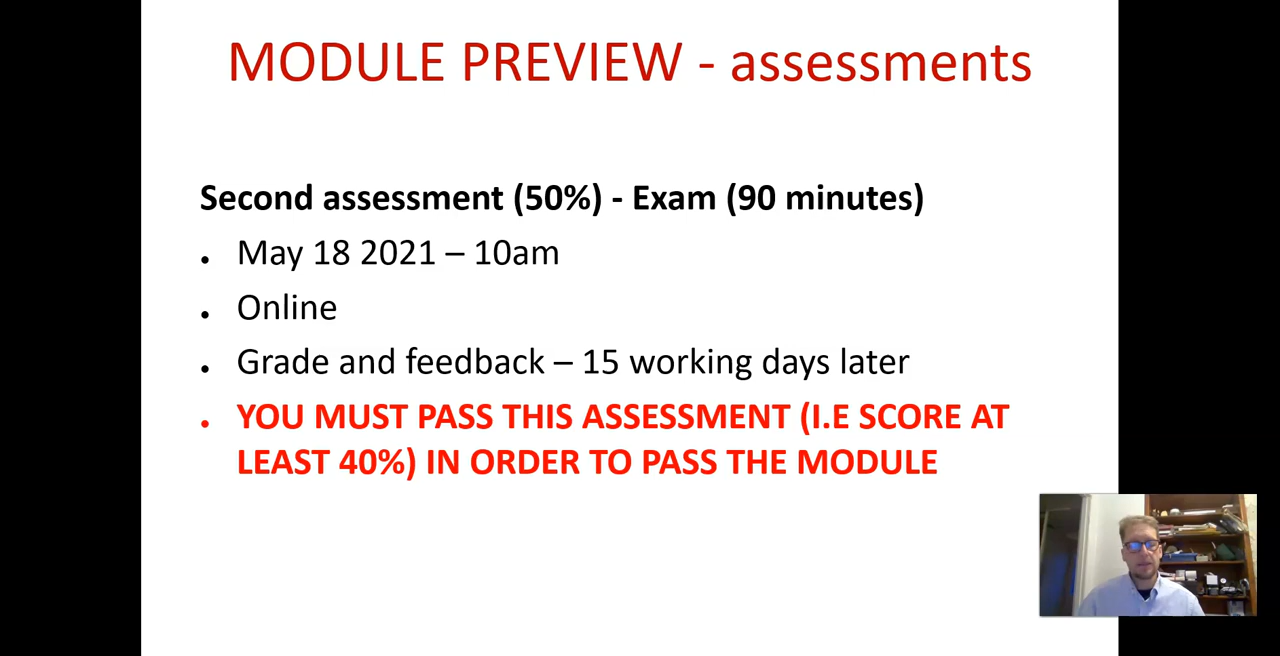 MODULE PREVIEW - assessments
Second assessment (50%) - Exam (90 minutes)
• May 18 2021 – 10am
• Online
• Grade and feedback – 15 working days later
• YOU MUST PASS THIS ASSESSMENT (I.E SCORE AT
LEAST 40%) IN ORDER TO PASS THE MODULE